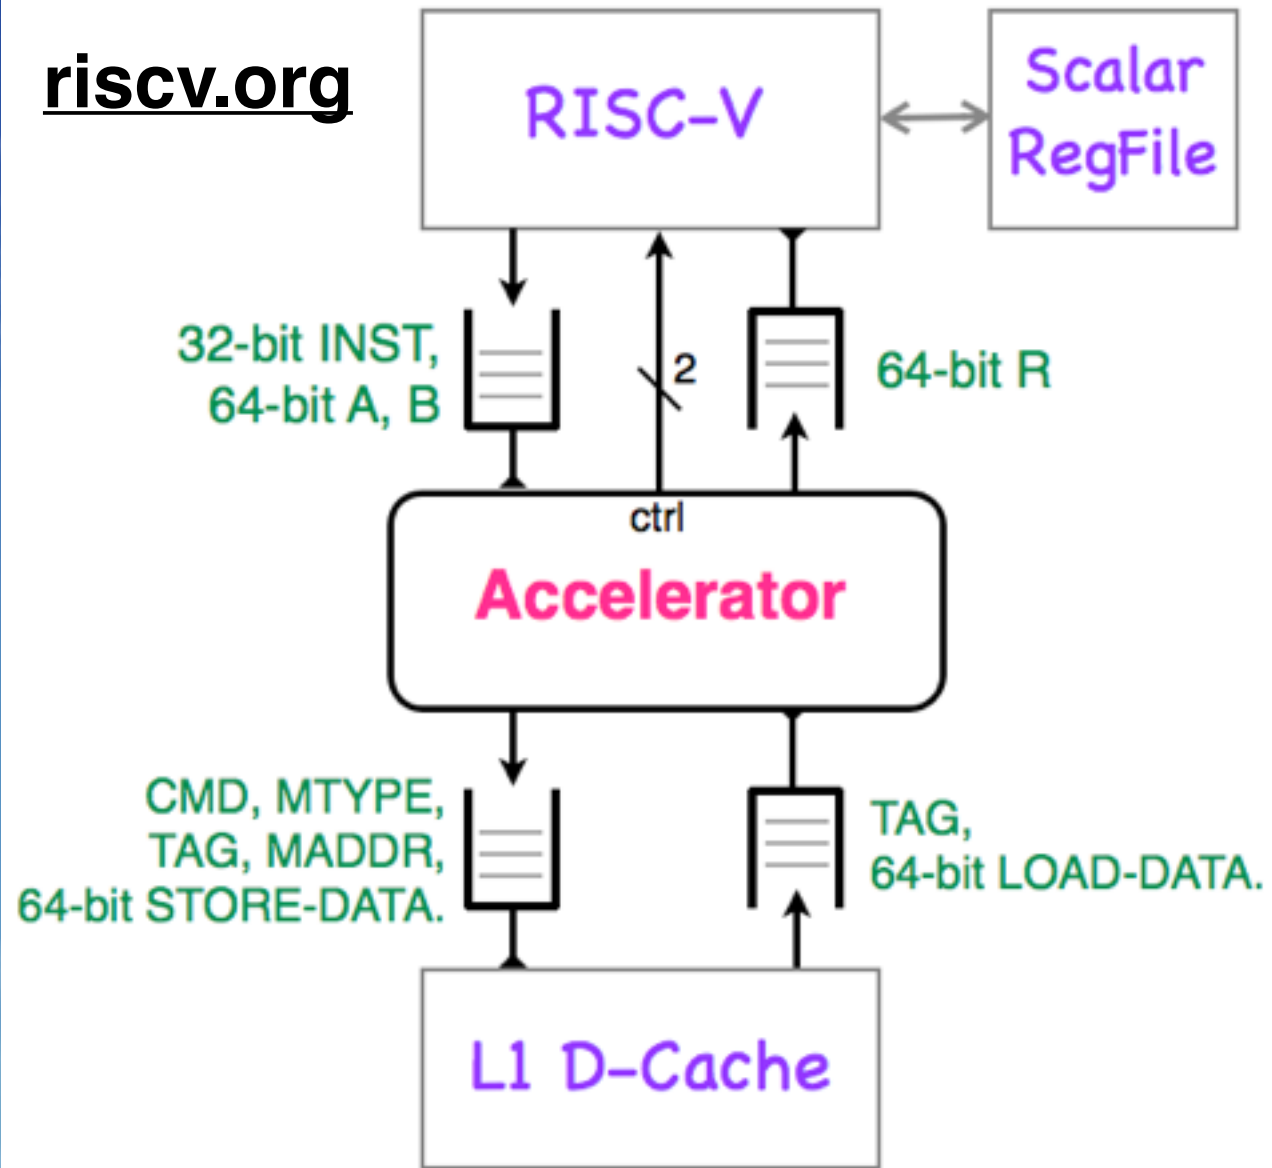 riscv.org
RISC-V
Scalar
RegFile
32-bit INST,
64-bit A, B
2
64-bit R
ctrl
Accelerator
CMD, MTYPE,
TAG, MADDR,
64-bit STORE-DATA.
TAG,
64-bit LOAD-DATA.
L1 D-Cache